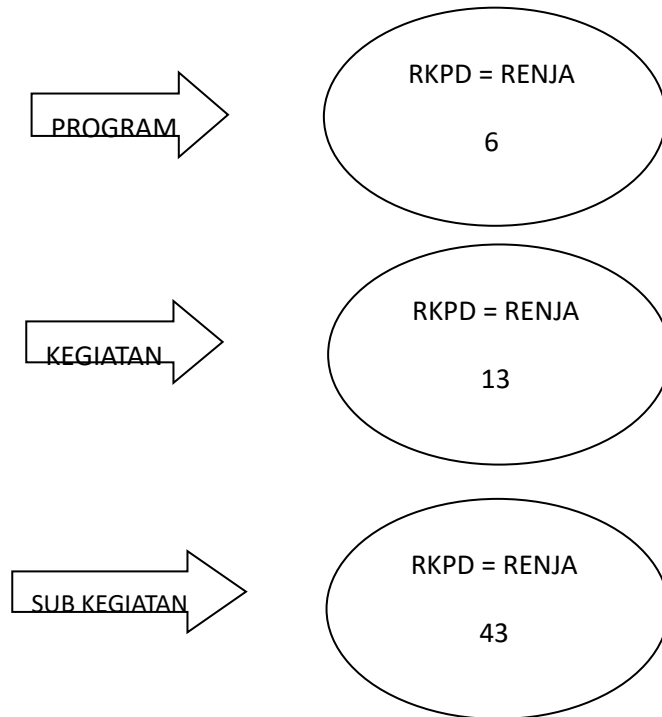 PROGRAM
RKPD = RENJA
6
KEGIATAN
RKPD = RENJA
13
SUB KEGIATAN
RKPD = RENJA
43